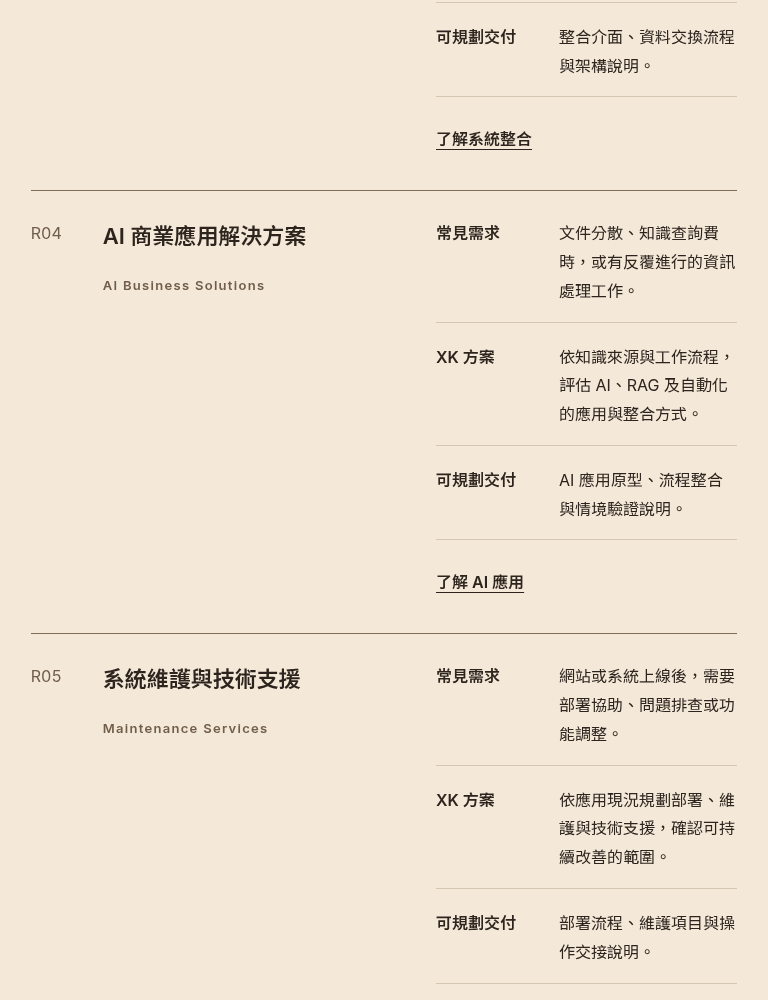 可規劃交付
整合介面、資料交換流程
與架構說明。
了解系統整合
R04
AI 商業應用解決方案
AI Business Solutions
常見需求
文件分散、知識查詢費
時，或有反覆進行的資訊
處理工作。
XK 方案
依知識來源與工作流程，
評估 AI、RAG 及自動化
的應用與整合方式。
可規劃交付
AI 應用原型、流程整合
與情境驗證說明。
了解 AI 應用
R05
系統維護與技術支援
Maintenance Services
常見需求
網站或系統上線後，需要
部署協助、問題排查或功
能調整。
XK 方案
依應用現況規劃部署、維
護與技術支援，確認可持
續改善的範圍。
可規劃交付
部署流程、維護項目與操
作交接說明。